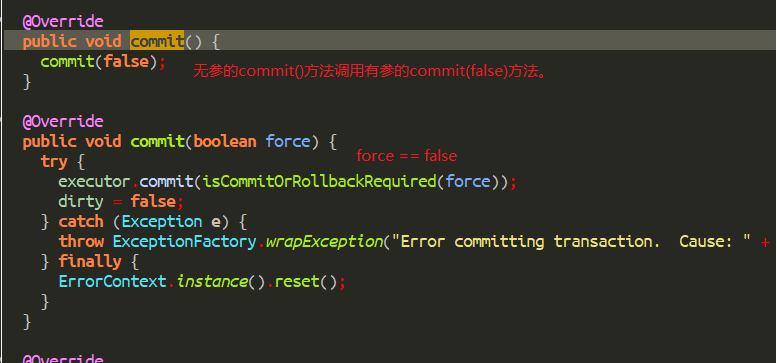 @Override
public void commit() {
commit(false);
无参的commit()方法调用有参的commit(false)方法。
}
@Override
public void commit(boolean force) {
force == false
try {
executor.commit(isCommitOrRollbackRequired(force));
dirty = false;
} catch (Exception e) {
throw ExceptionFactory.wrapException("Error committing transaction.  Cause: " +
} finally {
ErrorContext.instance().reset();
}
}
@Override